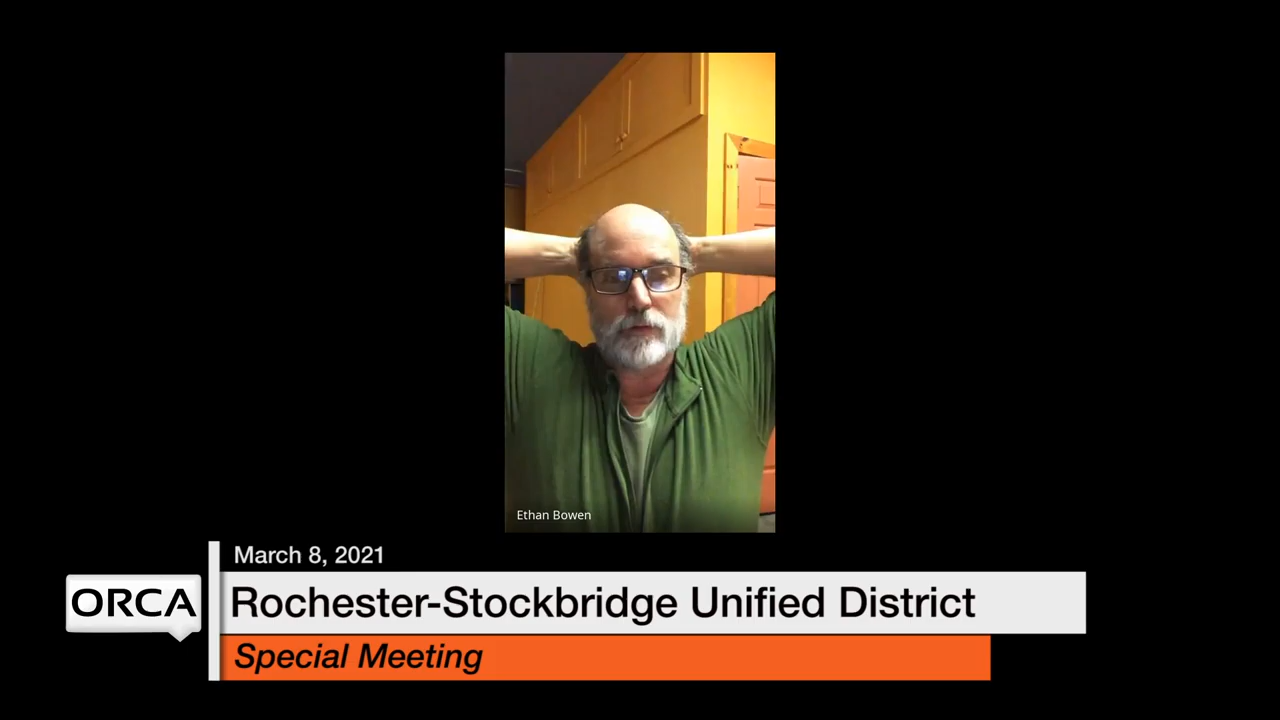 Ethan Bowen
March 8, 2021
ORCA
Rochester-Stockbridge Unified District
Special Meeting